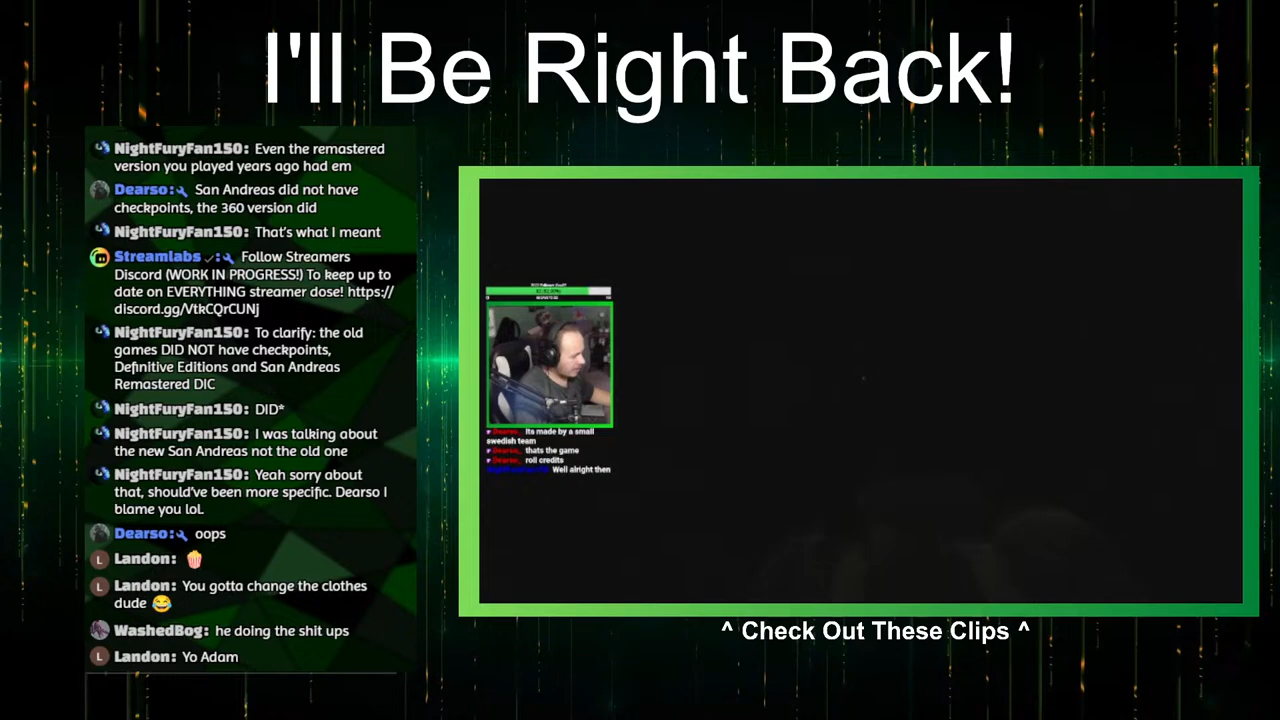 I'll Be Right Back!
NightFuryFan150: Even the remastered
version you played years ago had em
Dearso: San Andreas did not have
checkpoints, the 360 version did
NightFuryFan150: That's what I meant
Streamlabs ✓: Follow Streamers
Discord (WORK IN PROGRESS!) To keep up to
date on EVERYTHING streamer dose! https://
discord.gg/VtkCQrCUNj
NightFuryFan150: To clarify: the old
games DID NOT have checkpoints,
Definitive Editions and San Andreas
Remastered DIC
NightFuryFan150: DID*
NightFuryFan150: I was talking about
the new San Andreas not the old one
NightFuryFan150: Yeah sorry about
that, should've been more specific. Dearso I
blame you lol.
Dearso: oops
L Landon: 🍿
L Landon: You gotta change the clothes
dude 😂
WashedBog: he doing the shit ups
L Landon: Yo Adam
Dearso_ Its made by a small
swedish team
Dearso_ thats the game
Dearso_ roll credits
Well alright then
^ Check Out These Clips ^